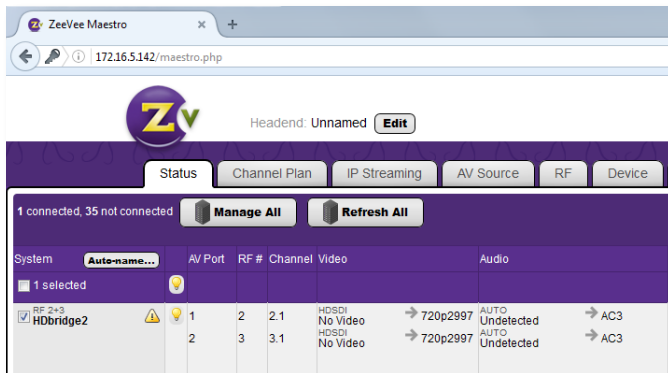 ZeeVee Maestro × +
172.16.5.142/maestro.php
Zv
Headend: Unnamed Edit
Status Channel Plan IP Streaming AV Source RF Device
1 connected, 35 not connected Manage All Refresh All
System Auto-name... AV Port RF # Channel Video Audio
1 selected
RF 2+3 HDSDI AUTO
HDbridge2 1 2 2.1 No Video → 720p2997 Undetected → AC3
HDSDI AUTO
2 3 3.1 No Video → 720p2997 Undetected → AC3